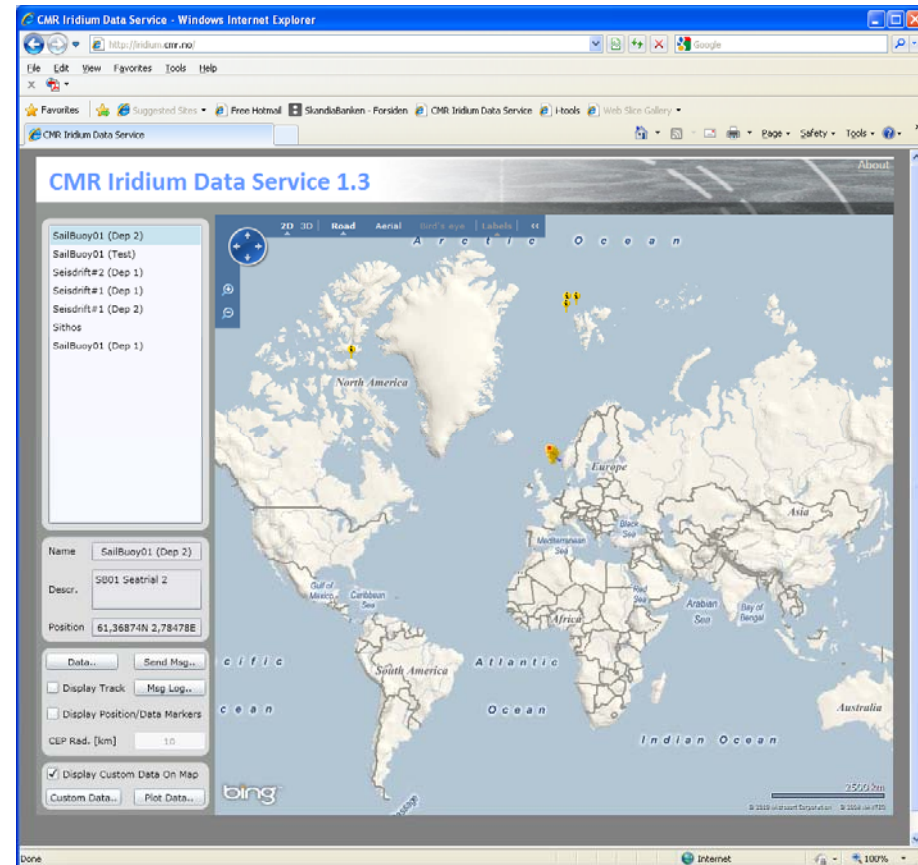 CMR Iridium Data Service - Windows Internet Explorer
http://iridium.cmr.no/
Google
File Edit View Favorites Tools Help
x
Favorites Suggested Sites Free Hotmail SkandiaBanken - Forsiden CMR Iridium Data Service i-tools Web Slice Gallery
CMR Iridium Data Service
Page Safety Tools
About
CMR Iridium Data Service 1.3
SailBuoy01 (Dep 2)
SailBuoy01 (Test)
Seisdrift#2 (Dep 1)
Seisdrift#1 (Dep 1)
Seisdrift#1 (Dep 2)
Sithos
SailBuoy01 (Dep 1)
2D 3D Road Aerial Bird's eye Labels <<
Arctic Ocean
North America
Europe
Asia
Black Sea
Mediterranean Sea
Gulf of Mexico
Caribbean Sea
Red Sea
Arabian Sea
Bay of Bengal
Africa
cific
South America
Atlantic
cean
Ocean
Australia
Indian Ocean
Name SailBuoy01 (Dep 2)
Descr. SB01 Seatrial 2
Position 61,36874N 2,78478E
Data.. Send Msg..
Display Track Msg Log..
Display Position/Data Markers
CEP Rad. [km] 10
Display Custom Data On Map
Custom Data.. Plot Data..
bing
2500 km
Done
Internet
100%